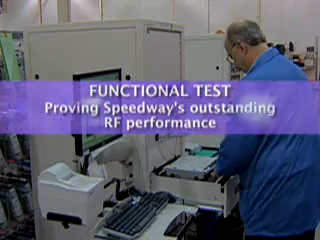 FUNCTIONAL TEST
Proving Speedway's outstanding
RF performance